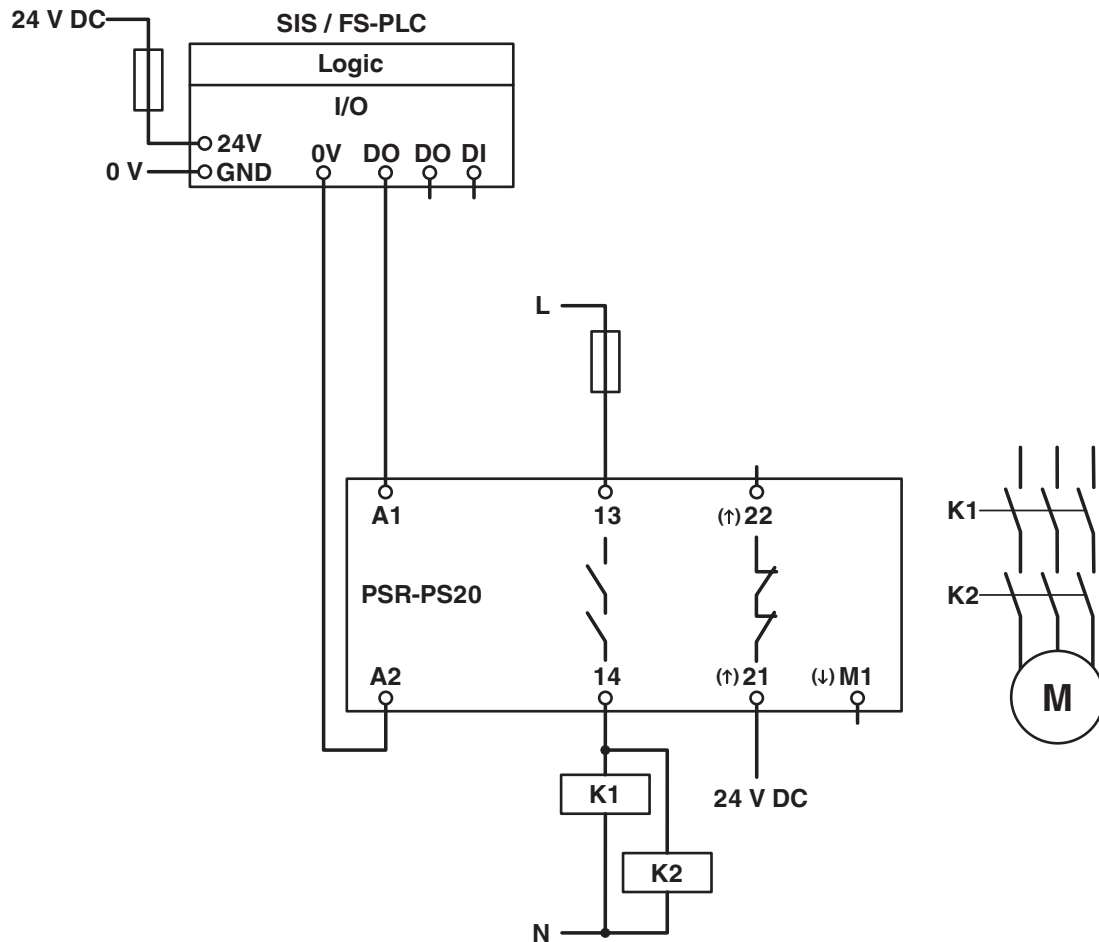 24 V DC
SIS / FS-PLC
Logic
I/O
24V
0V DO DO DI
0 V
GND
L
A1 13 (↑) 22
K1
PSR-PS20
K2
A2 14 (↑) 21 (↓) M1
M
K1
24 V DC
K2
N